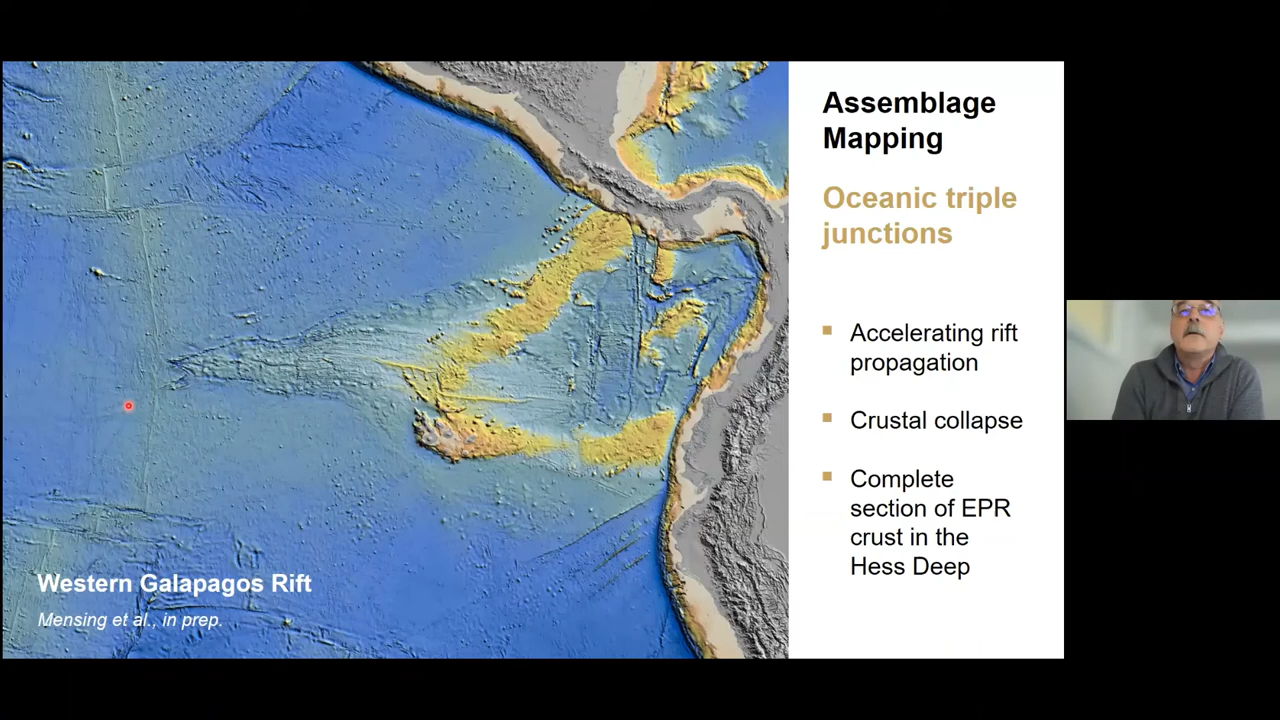 Assemblage
Mapping
Oceanic triple
junctions
Accelerating rift
propagation
Crustal collapse
Complete
section of EPR
crust in the
Hess Deep
Western Galapagos Rift
Mensing et al., in prep.